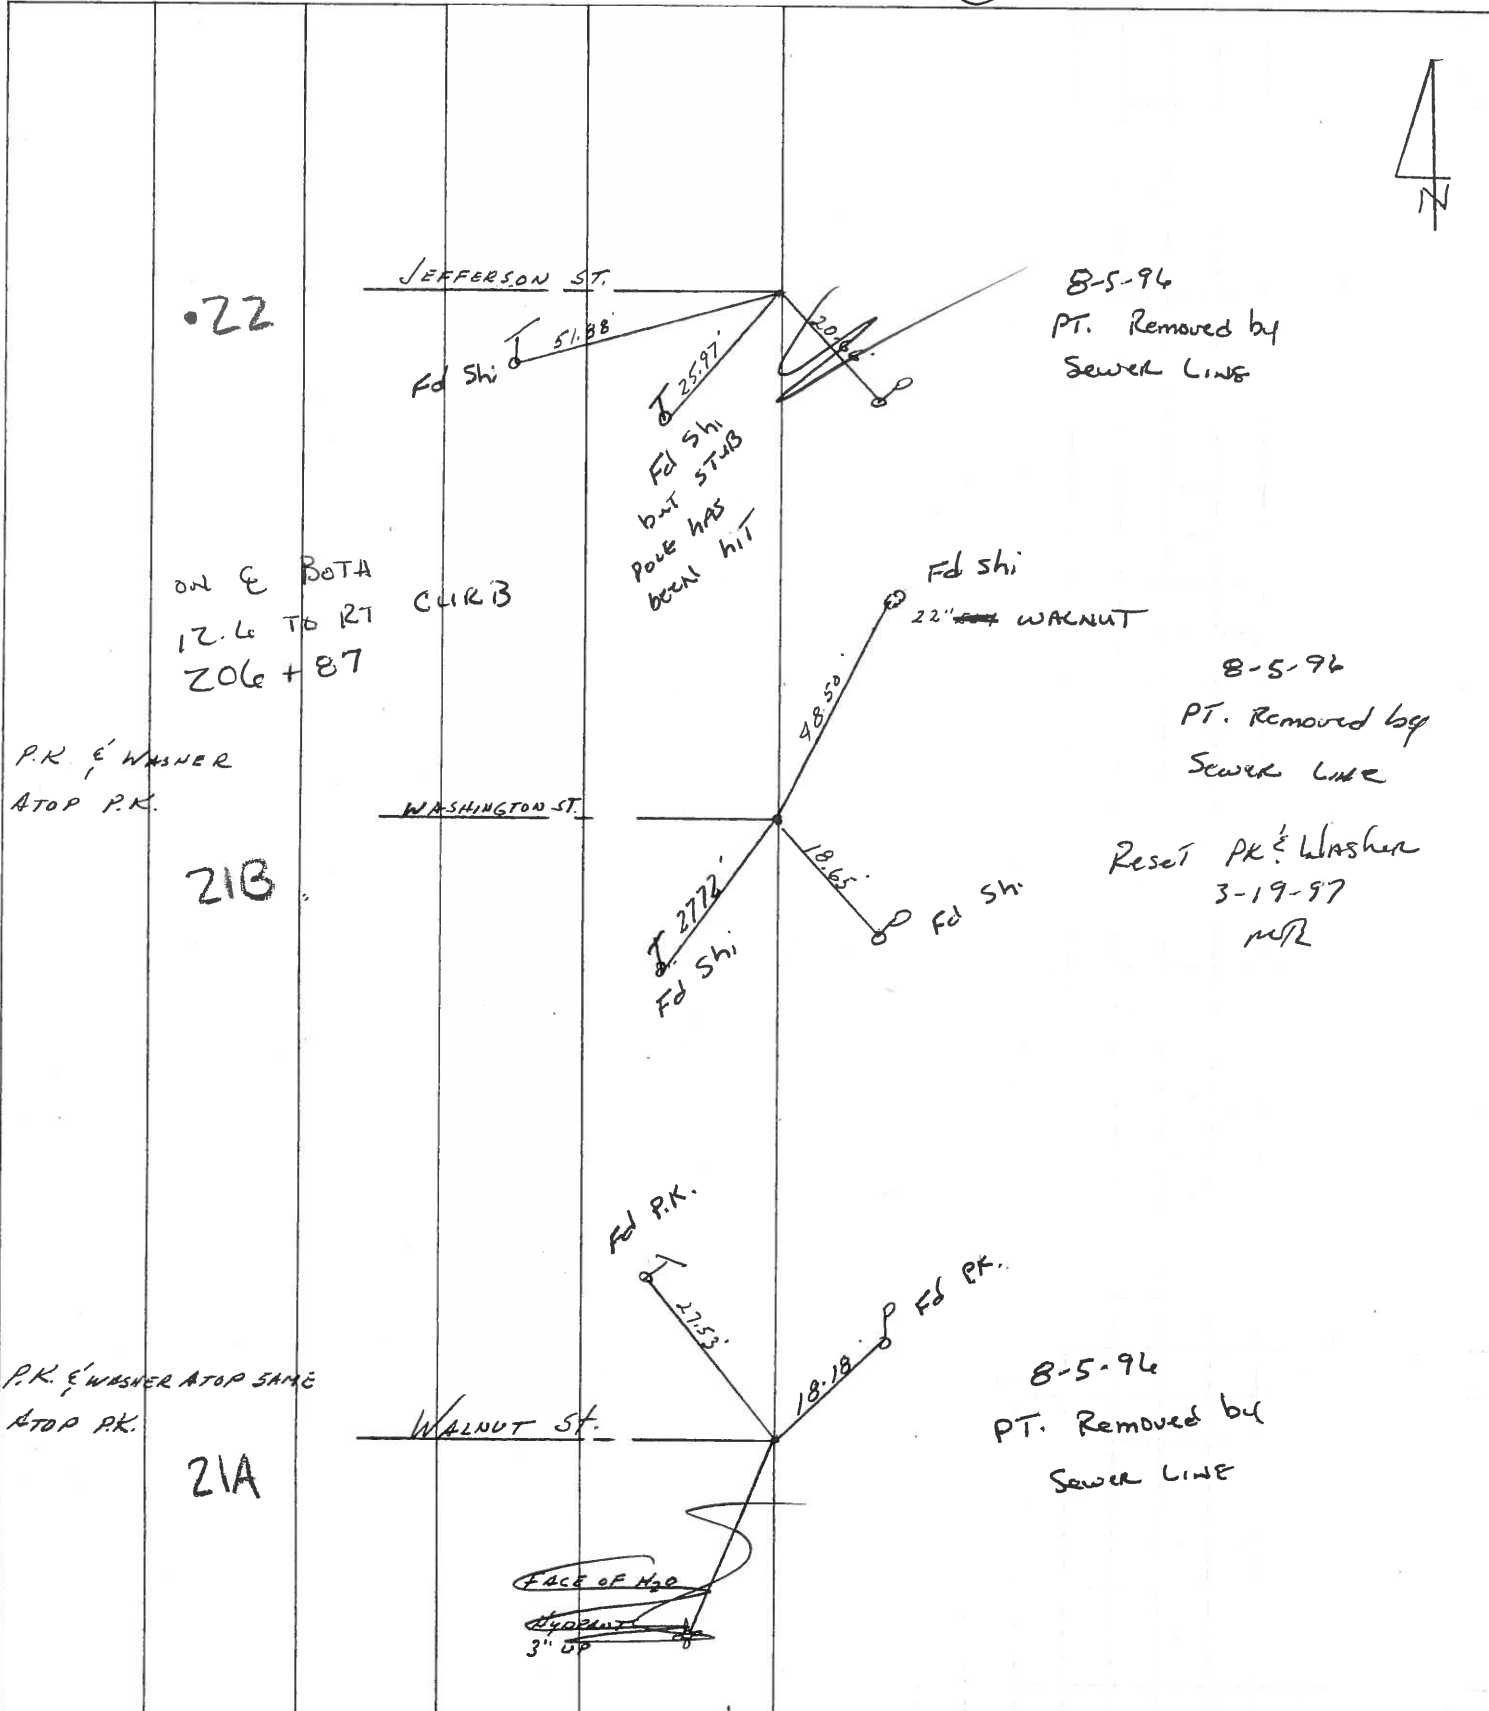 N
JEFFERSON ST.
.22
51.88'
Fd Shi
25.97'
Fd Shi
but STUB
POLE HAS
been hit
8-5-96
PT. Removed by
Sewer LINE
ON ℄ BOTH
12.6 TO RT
CURB
206 + 87
Fd Shi
22" WALNUT
48.50'
8-5-96
PT. Removed by
Sewer Line
P.K. & WASHER
ATOP P.K.
WASHINGTON ST.
21B
27.72'
Fd Shi
18.65'
Fd Shi
Reset PK & Washer
3-19-97
Fd P.K.
27.53'
Fd P.K.
18.18'
P.K. & WASHER ATOP SAME
ATOP P.K.
WALNUT St.
21A
8-5-96
PT. Removed by
Sewer LINE
FACE OF H2O
HYDRANT
3" UP